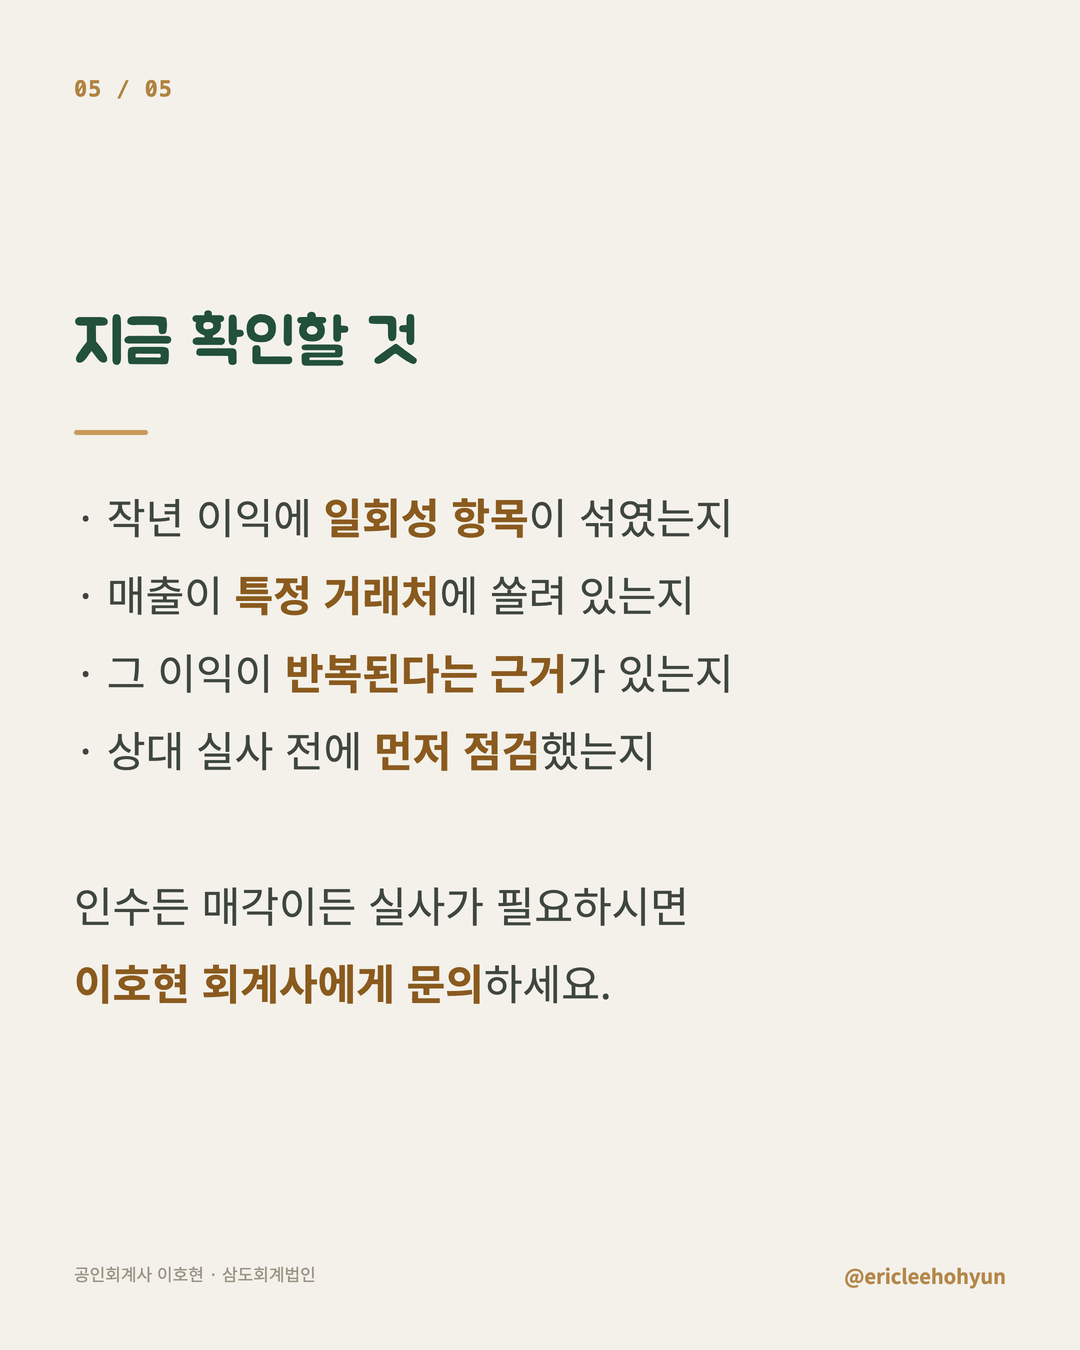 05 / 05
지금 확인할 것
· 작년 이익에 일회성 항목이 섞였는지
· 매출이 특정 거래처에 쏠려 있는지
· 그 이익이 반복된다는 근거가 있는지
· 상대 실사 전에 먼저 점검했는지
인수든 매각이든 실사가 필요하시면
이호현 회계사에게 문의하세요.
공인회계사 이호현 · 삼도회계법인
@ericleehohyun